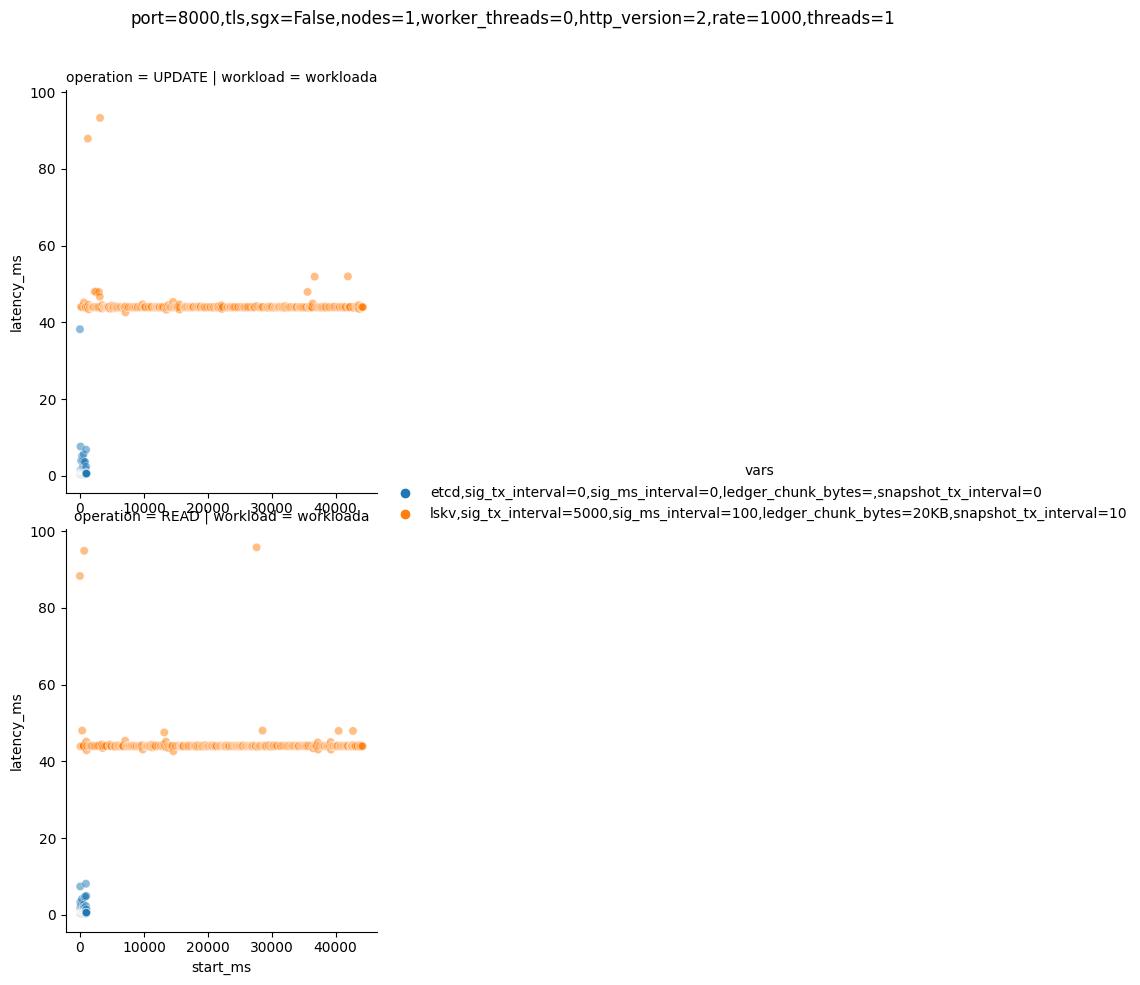 port=8000,tls,sgx=False,nodes=1,worker_threads=0,http_version=2,rate=1000,threads=1
operation = UPDATE | workload = workloada
100
80
60
40
20
0
latency_ms
0 10000 20000 30000 40000
vars
etcd,sig_tx_interval=0,sig_ms_interval=0,ledger_chunk_bytes=,snapshot_tx_interval=0
lskv,sig_tx_interval=5000,sig_ms_interval=100,ledger_chunk_bytes=20KB,snapshot_tx_interval=10
operation = READ | workload = workloada
100
80
60
40
20
0
latency_ms
0 10000 20000 30000 40000
start_ms